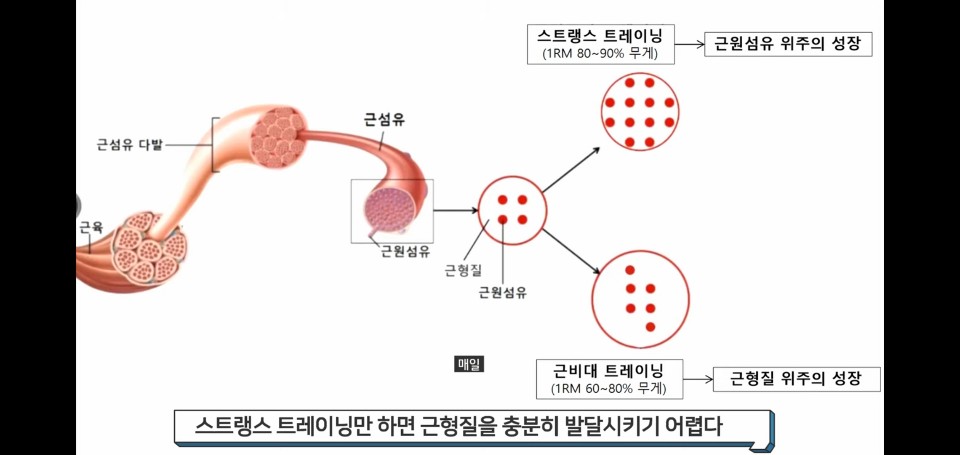 스트랭스 트레이닝
(1RM 80~90% 무게)
근원섬유 위주의 성장
근섬유
근섬유 다발
근육
근원섬유
근형질
근원섬유
매일
근비대 트레이닝
(1RM 60~80% 무게)
근형질 위주의 성장
스트랭스 트레이닝만 하면 근형질을 충분히 발달시키기 어렵다